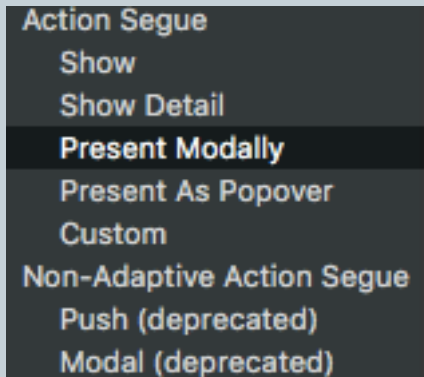 Action Segue
Show
Show Detail
Present Modally
Present As Popover
Custom
Non-Adaptive Action Segue
Push (deprecated)
Modal (deprecated)